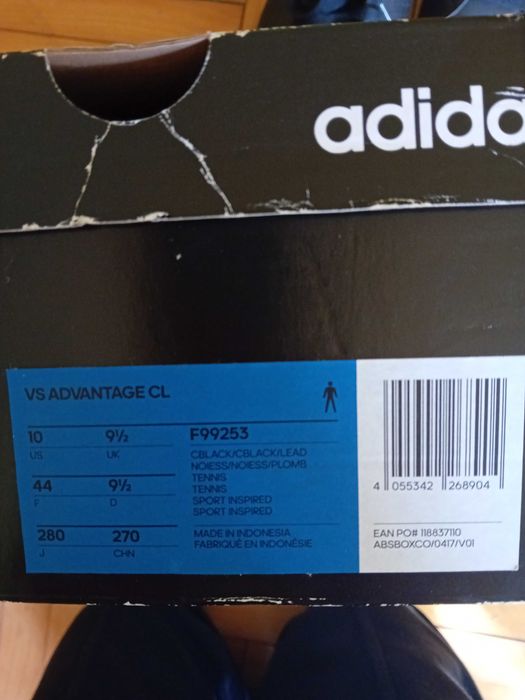 adida
VS ADVANTAGE CL
10 9½ F99253
US UK
CBLACK/CBLACK/LEAD
NOIESS/NOIESS/PLOMB
TENNIS
TENNIS
SPORT INSPIRED
SPORT INSPIRED
44 9½
F D
280 270
J CHN
MADE IN INDONESIA
FABRIQUÉ EN INDONÉSIE
4 055342 268904
EAN PO# 118837110
ABSBOXCO/0417/V01